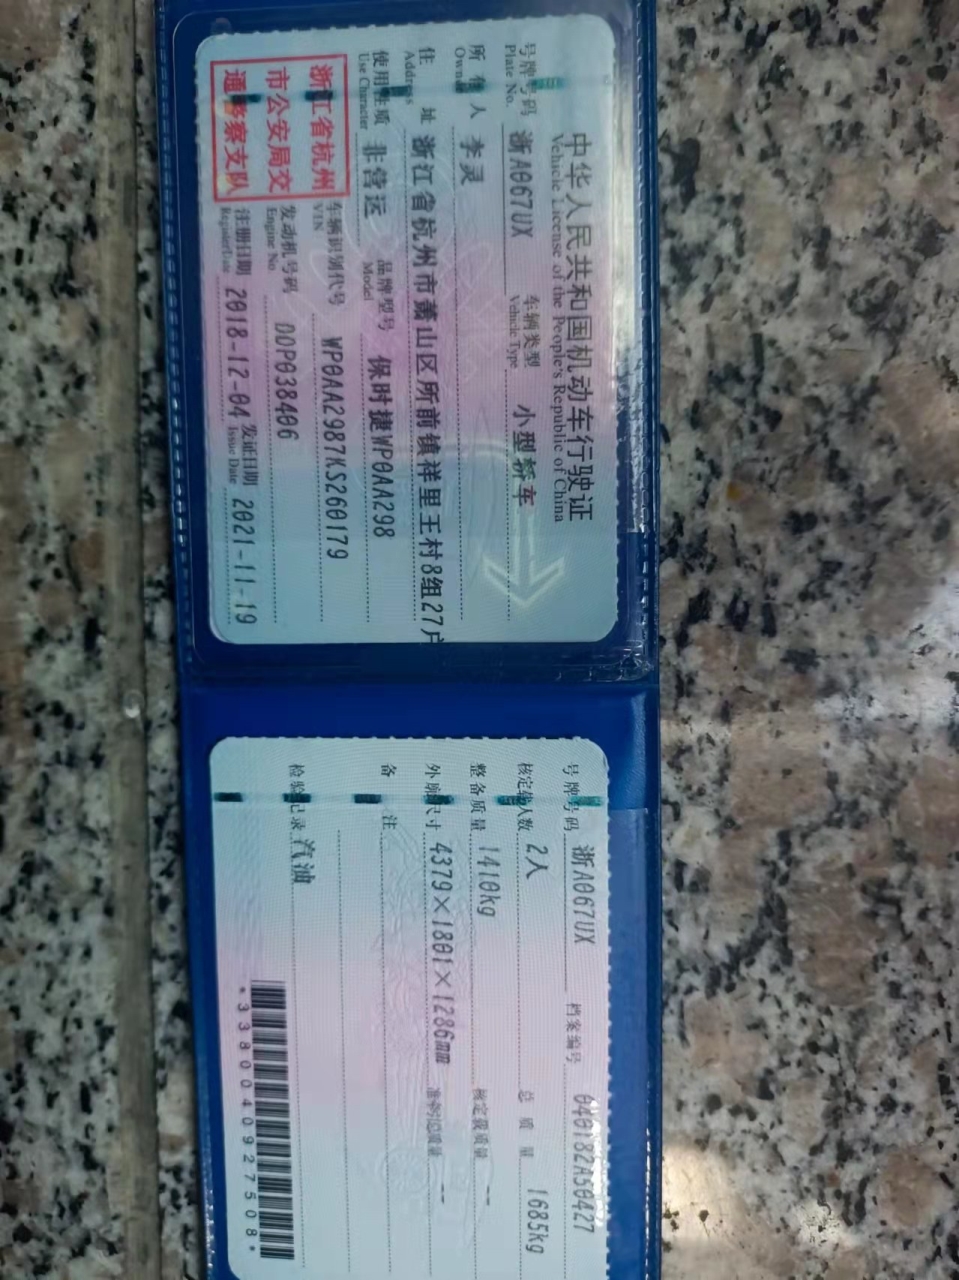 中华人民共和国机动车行驶证
Vehicle License of the People's Republic of China
号牌号码 浙A067UX 车辆类型 小型轿车
Plate No. Vehicle Type
所有人 李灵
Owner
住址 浙江省杭州市萧山区所前镇祥里王村8组27户
Address
使用性质 非营运 品牌型号 保时捷WP0AA298
Use Character Model
浙江省杭州
市公安局交
通警察支队
车辆识别代号 WP0AA2987KS260179
VIN
发动机号码 DDP038406
Engine No.
注册日期 2018-12-04 发证日期 2021-11-19
Register Date Issue Date
号牌号码 浙A067UX 档案编号 040182A50427
核定载人数 2人 总质量 1685kg
整备质量 1410kg 核定载质量 --
外廓尺寸 4379×1801×1286mm 准牵引总质量 --
备注
检验记录 汽油
*3380040927508*